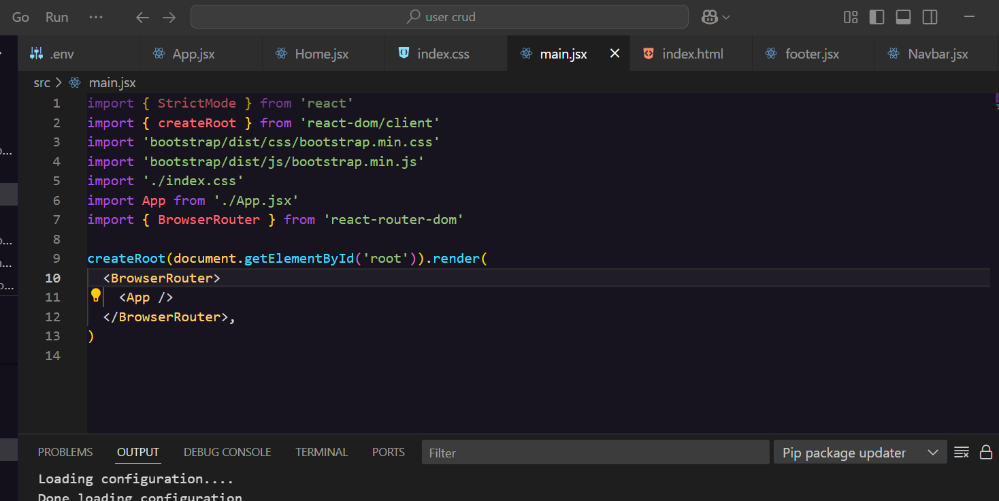 Go Run ··· ← → user crud
.env App.jsx Home.jsx index.css main.jsx index.html footer.jsx Navbar.jsx
src > main.jsx
1 import { StrictMode } from 'react'
2 import { createRoot } from 'react-dom/client'
3 import 'bootstrap/dist/css/bootstrap.min.css'
4 import 'bootstrap/dist/js/bootstrap.min.js'
5 import './index.css'
6 import App from './App.jsx'
7 import { BrowserRouter } from 'react-router-dom'
8
9 createRoot(document.getElementById('root')).render(
10 <BrowserRouter>
11 <App />
12 </BrowserRouter>,
13 )
14
PROBLEMS OUTPUT DEBUG CONSOLE TERMINAL PORTS Filter Pip package updater
Loading configuration....
Done loading configuration